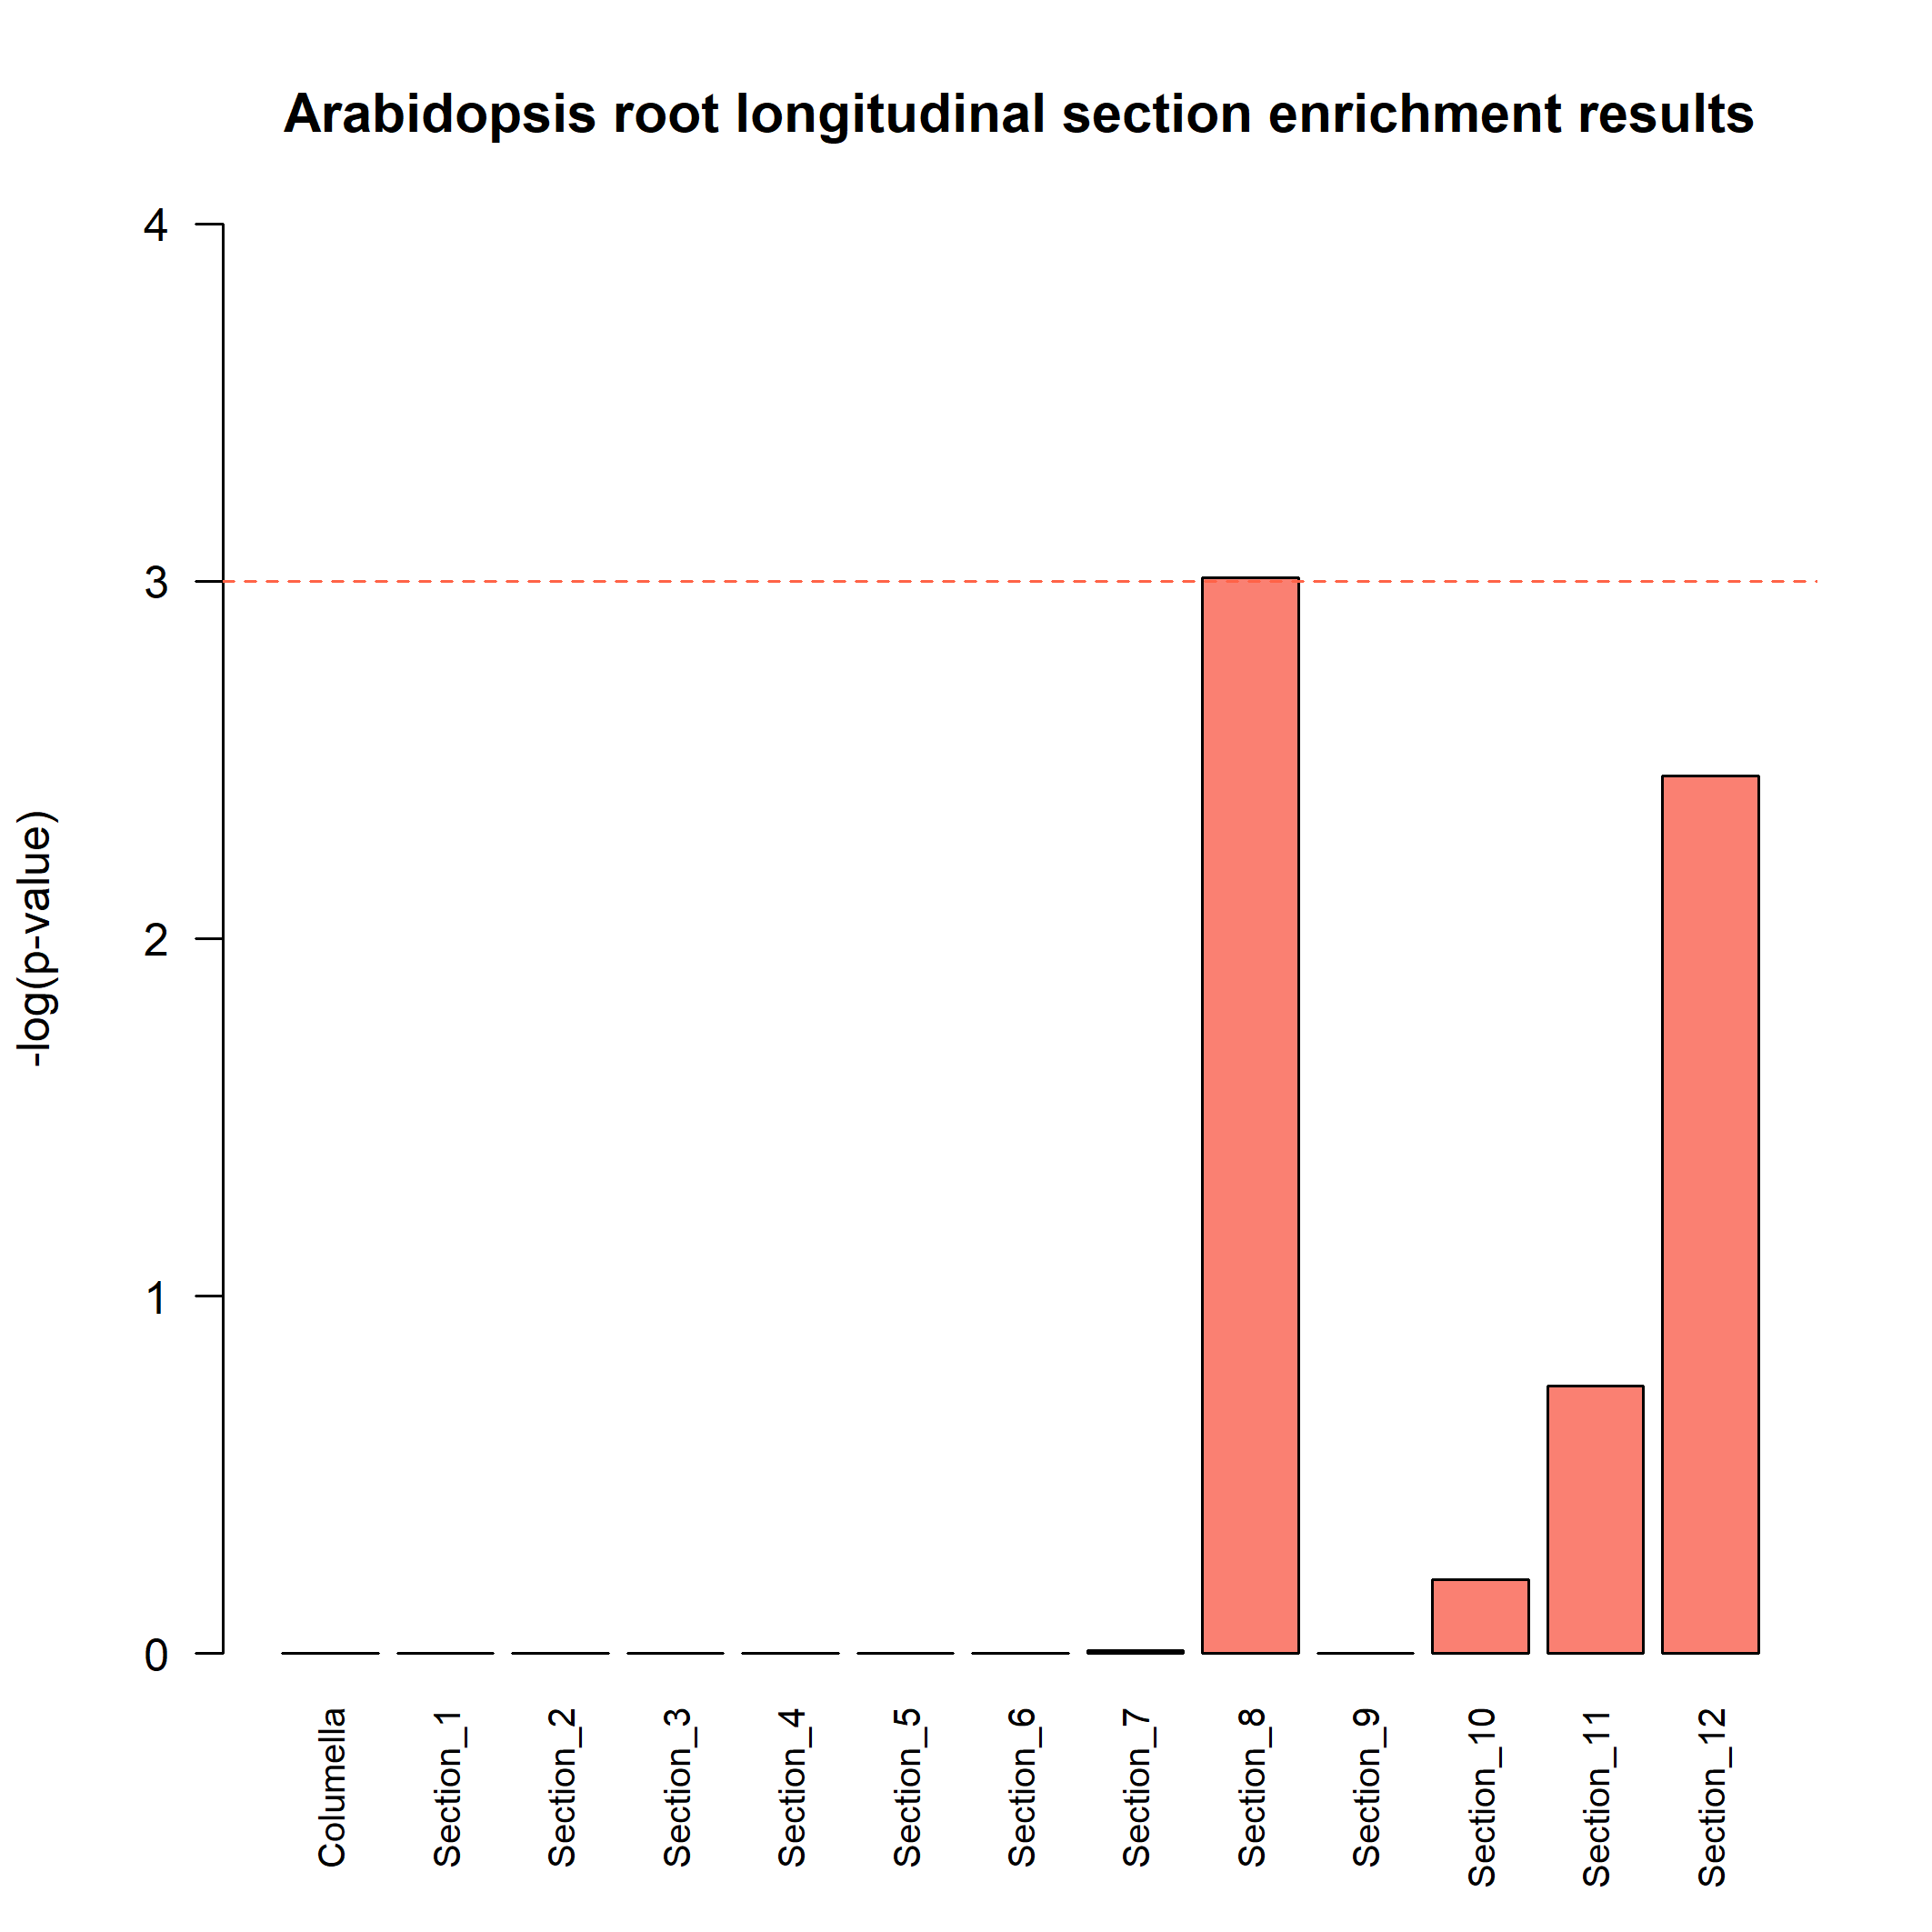 Arabidopsis root longitudinal section enrichment results
4
3
2
1
0
-log(p-value)
Columella
Section_1
Section_2
Section_3
Section_4
Section_5
Section_6
Section_7
Section_8
Section_9
Section_10
Section_11
Section_12